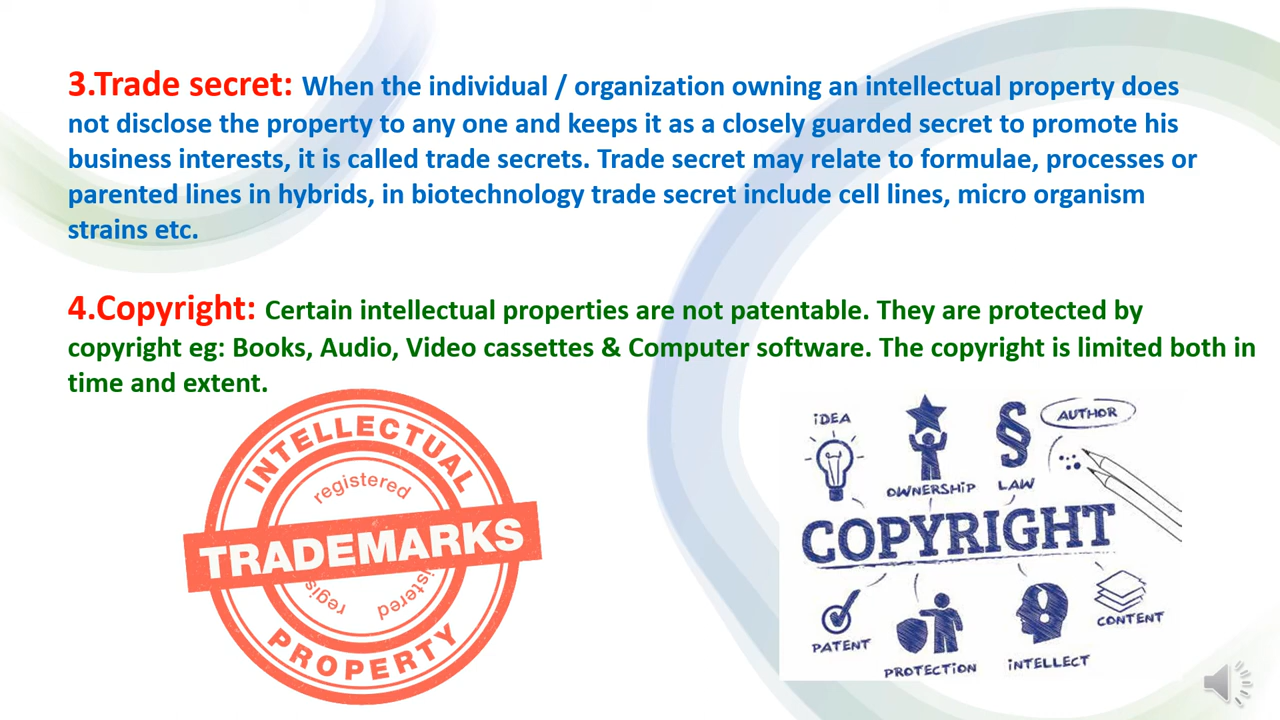 3.Trade secret: When the individual / organization owning an intellectual property does
not disclose the property to any one and keeps it as a closely guarded secret to promote his
business interests, it is called trade secrets. Trade secret may relate to formulae, processes or
parented lines in hybrids, in biotechnology trade secret include cell lines, micro organism
strains etc.
4.Copyright: Certain intellectual properties are not patentable. They are protected by
copyright eg: Books, Audio, Video cassettes & Computer software. The copyright is limited both in
time and extent.
INTELLECTUAL
registered
TRADEMARKS
registered
PROPERTY
iDEA
OWNERSHiP
§
LAW
AUTHOR
COPYRIGHT
PATENT
PROTECTiON
iNTELLECT
CONTENT